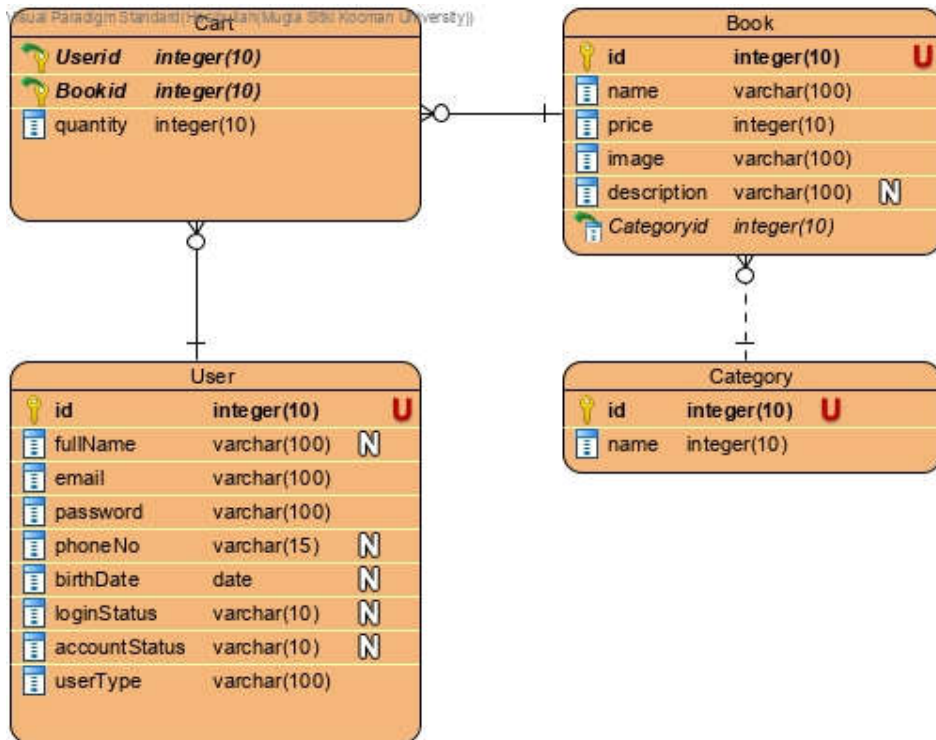 Visual Paradigm Standard(
Cart
Userid integer(10)
Bookid integer(10)
quantity integer(10)
Book
id integer(10) U
name varchar(100)
price integer(10)
image varchar(100)
description varchar(100) N
Categoryid integer(10)
User
id integer(10) U
fullName varchar(100) N
email varchar(100)
password varchar(100)
phoneNo varchar(15) N
birthDate date N
loginStatus varchar(10) N
accountStatus varchar(10) N
userType varchar(100)
Category
id integer(10) U
name integer(10)